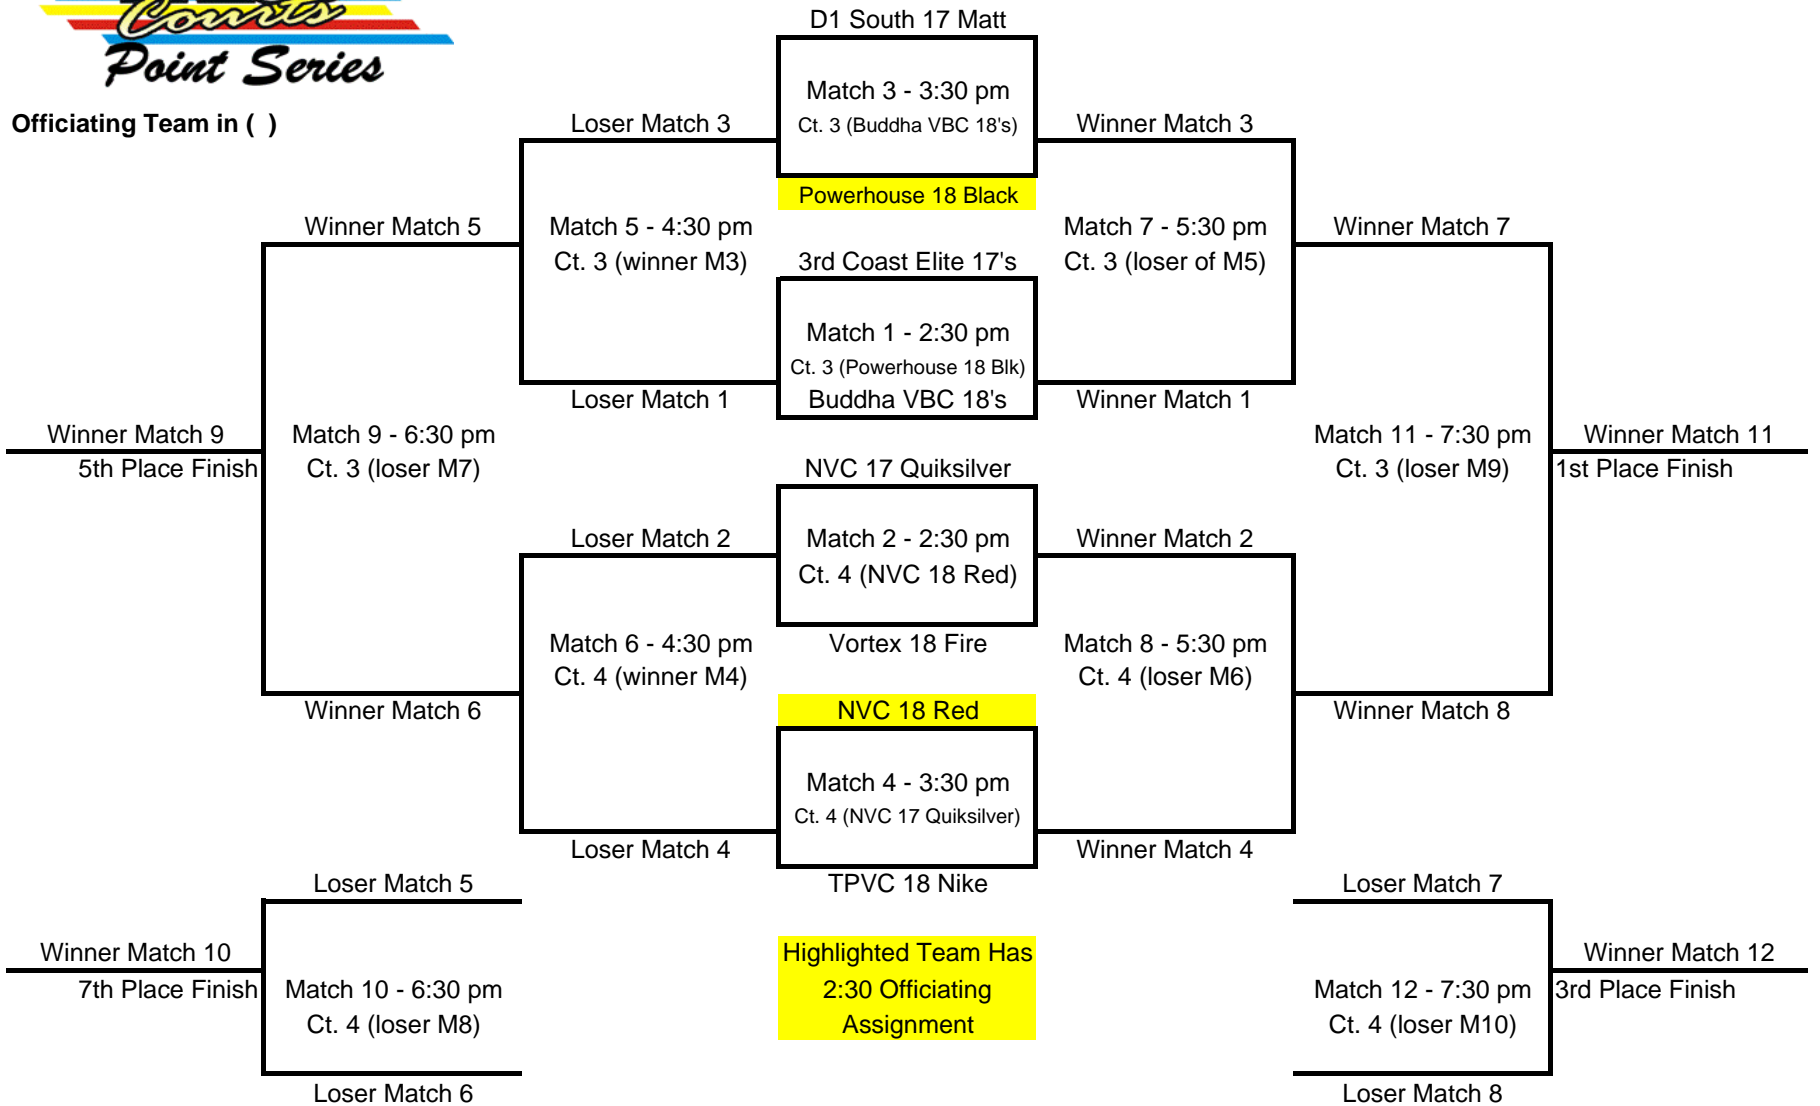 Courts
Point Series
Officiating Team in (  )
D1 South 17 Matt
Match 3 - 3:30 pm
Ct. 3 (Buddha VBC 18's)
Loser Match 3
Winner Match 3
Powerhouse 18 Black
Winner Match 5
Match 5 - 4:30 pm
Ct. 3 (winner M3)
Match 7 - 5:30 pm
Ct. 3 (loser of M5)
Winner Match 7
3rd Coast Elite 17's
Match 1 - 2:30 pm
Ct. 3 (Powerhouse 18 Blk)
Buddha VBC 18's
Loser Match 1
Winner Match 1
Winner Match 9
5th Place Finish
Match 9 - 6:30 pm
Ct. 3 (loser M7)
Match 11 - 7:30 pm
Ct. 3 (loser M9)
Winner Match 11
1st Place Finish
NVC 17 Quiksilver
Loser Match 2
Match 2 - 2:30 pm
Ct. 4 (NVC 18 Red)
Winner Match 2
Vortex 18 Fire
Match 6 - 4:30 pm
Ct. 4 (winner M4)
Match 8 - 5:30 pm
Ct. 4 (loser M6)
Winner Match 6
NVC 18 Red
Winner Match 8
Match 4 - 3:30 pm
Ct. 4 (NVC 17 Quiksilver)
Loser Match 4
Winner Match 4
TPVC 18 Nike
Loser Match 5
Loser Match 7
Winner Match 10
7th Place Finish
Match 10 - 6:30 pm
Ct. 4 (loser M8)
Loser Match 6
Highlighted Team Has
2:30 Officiating
Assignment
Match 12 - 7:30 pm
Ct. 4 (loser M10)
Winner Match 12
3rd Place Finish
Loser Match 8